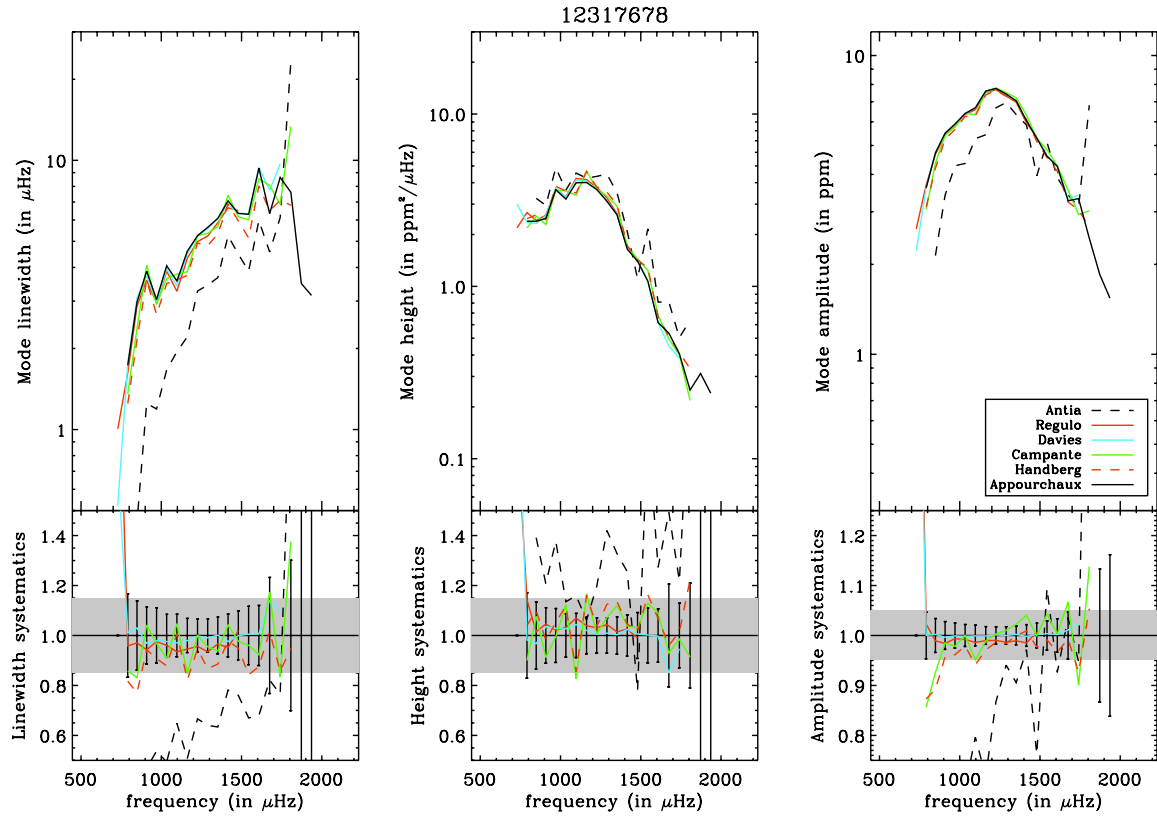 12317678
Mode linewidth (in μHz)
10
1
Mode height (in ppm²/μHz)
10.0
1.0
0.1
Mode amplitude (in ppm)
10
1
Antia
Regulo
Davies
Campante
Handberg
Appourchaux
Linewidth systematics
1.4
1.2
1.0
0.8
0.6
500 1000 1500 2000
frequency (in μHz)
Height systematics
1.4
1.2
1.0
0.8
0.6
500 1000 1500 2000
frequency (in μHz)
Amplitude systematics
1.2
1.1
1.0
0.9
0.8
500 1000 1500 2000
frequency (in μHz)